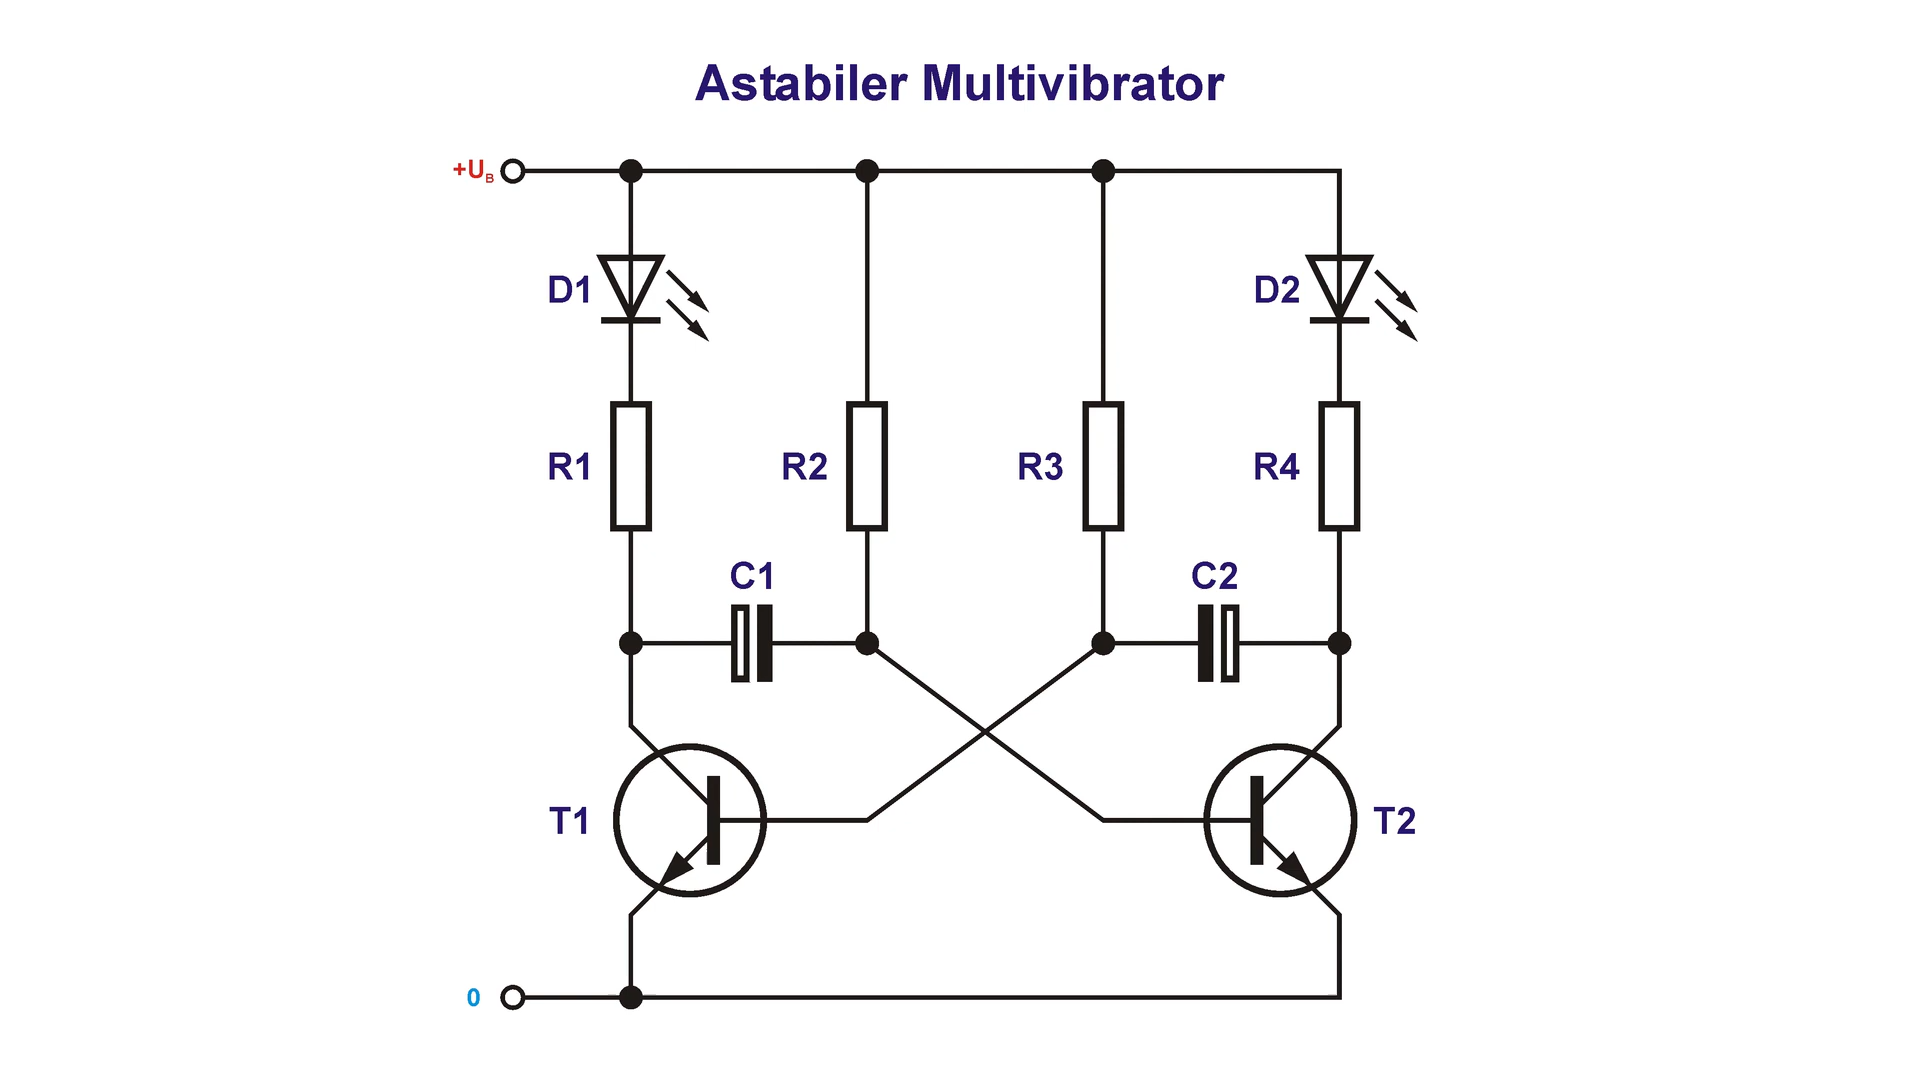 Astabiler Multivibrator
+UB
D1
D2
R1
R2
R3
R4
C1
C2
T1
T2
0